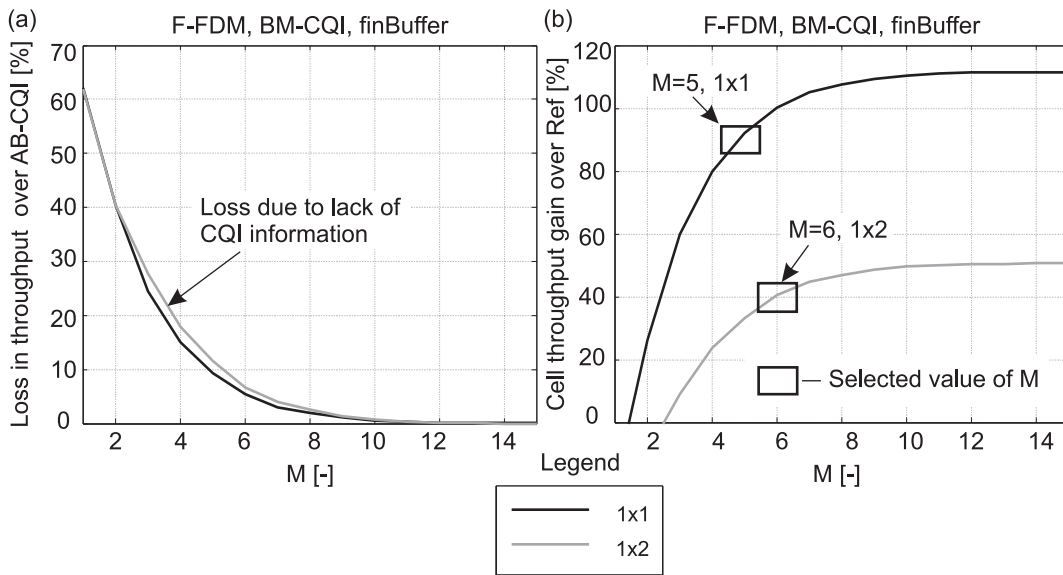 (a)
F-FDM, BM-CQI, finBuffer
Loss in throughput over AB-CQI [%]
70
60
50
40
30
20
10
0
2 4 6 8 10 12 14
M [-]
Loss due to lack of
CQI information
(b)
F-FDM, BM-CQI, finBuffer
Cell throughput gain over Ref [%]
120
100
80
60
40
20
0
2 4 6 8 10 12 14
M [-]
M=5, 1x1
M=6, 1x2
Selected value of M
Legend
1x1
1x2